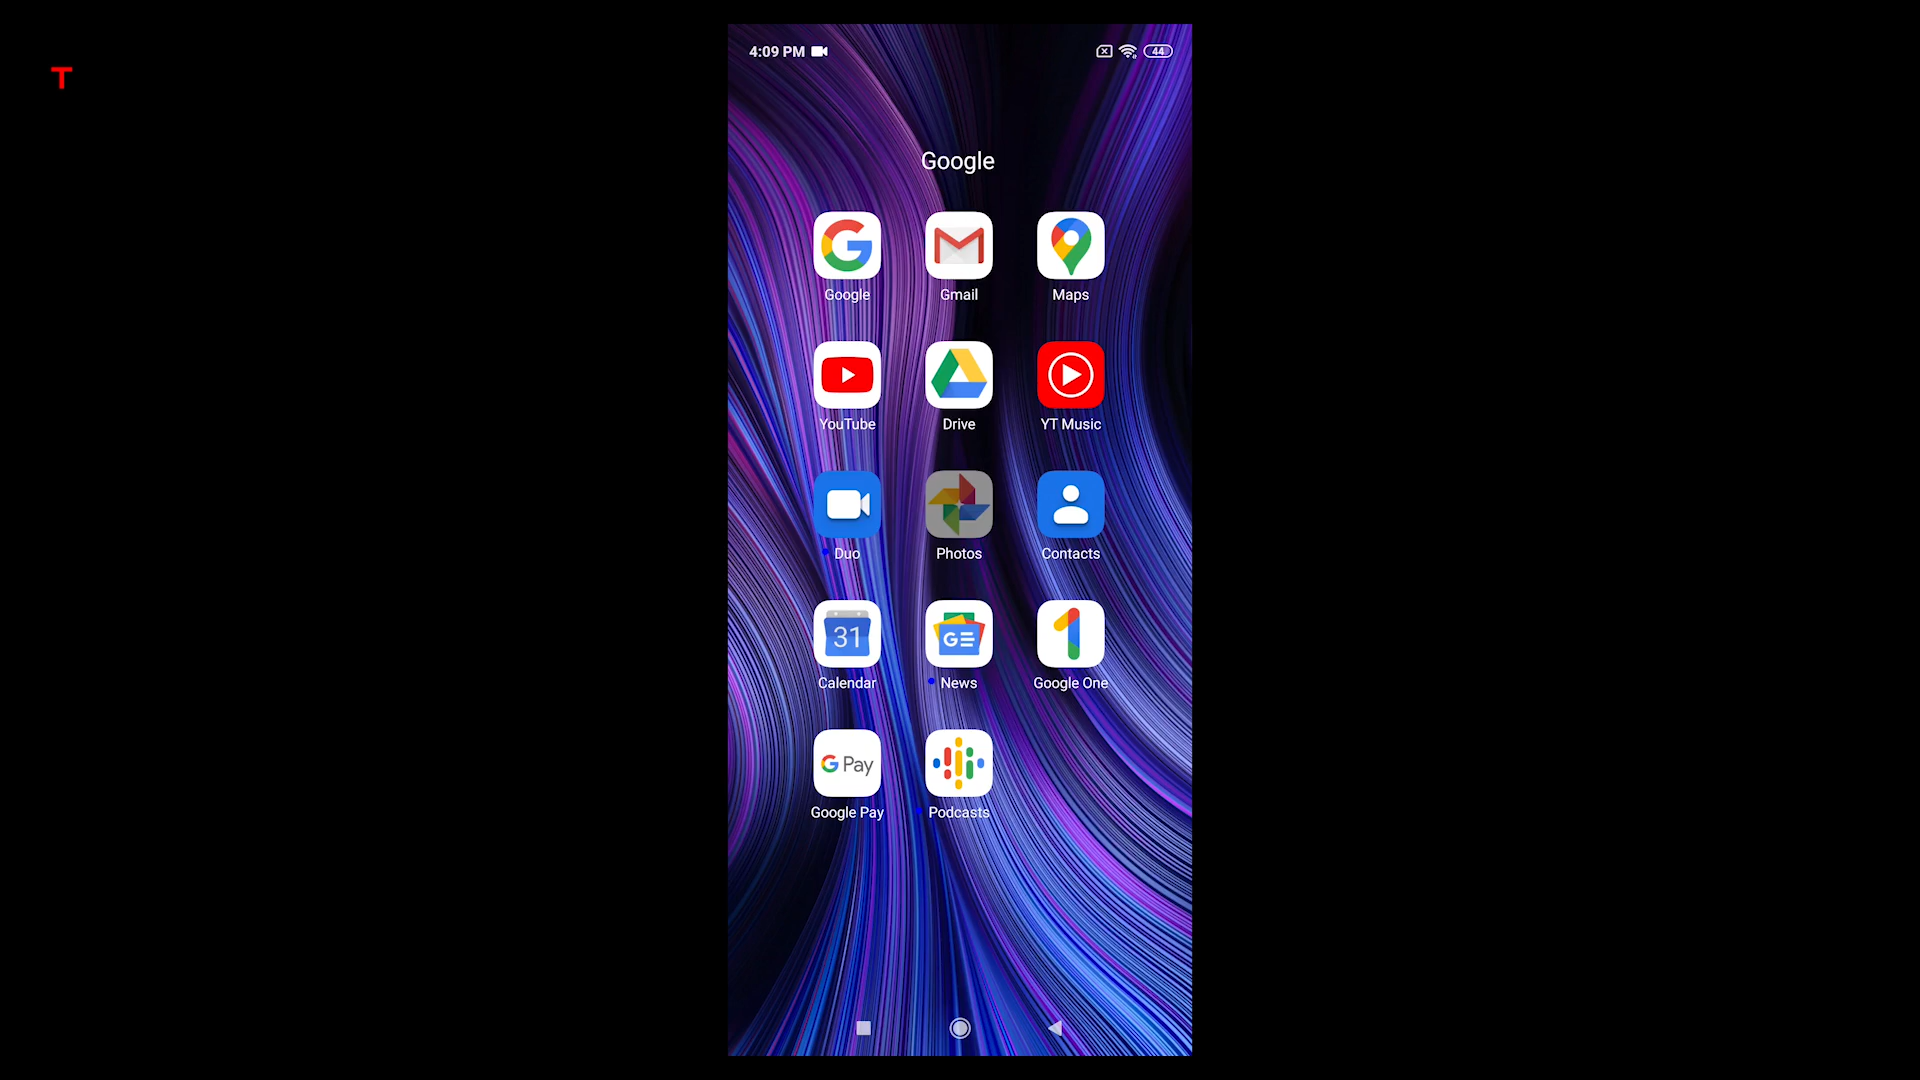 T
4:09 PM
44
Google
Google Gmail Maps
YouTube Drive YT Music
Duo Photos Contacts
31
GE
Calendar News Google One
G Pay
Google Pay Podcasts